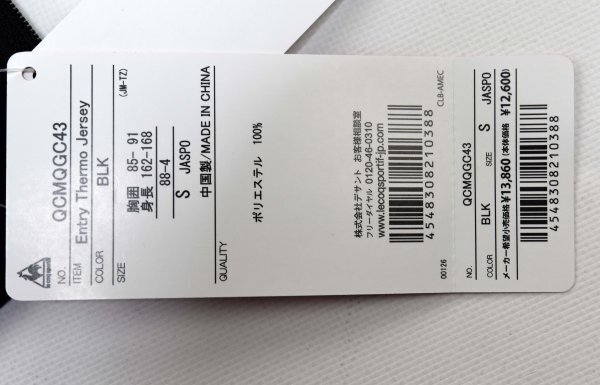 le coq sportif
NO. QCMQGC43
ITEM Entry Thermo Jersey
COLOR BLK
SIZE (JM-TZ)
胸囲 85- 91
身長 162-168
88-4
S JASPO
中国製/MADE IN CHINA
QUALITY
ポリエステル 100%
株式会社デサント お客様相談室
フリーダイヤル 0120-46-0310
www.lecoqsportif-jp.com
4548308210388
00126 CLB-AMEC
NO. QCMQGC43
COLOR BLK SIZE S JASPO
メーカー希望小売価格 ¥13,860 (本体価格 ¥12,600)
4548308210388